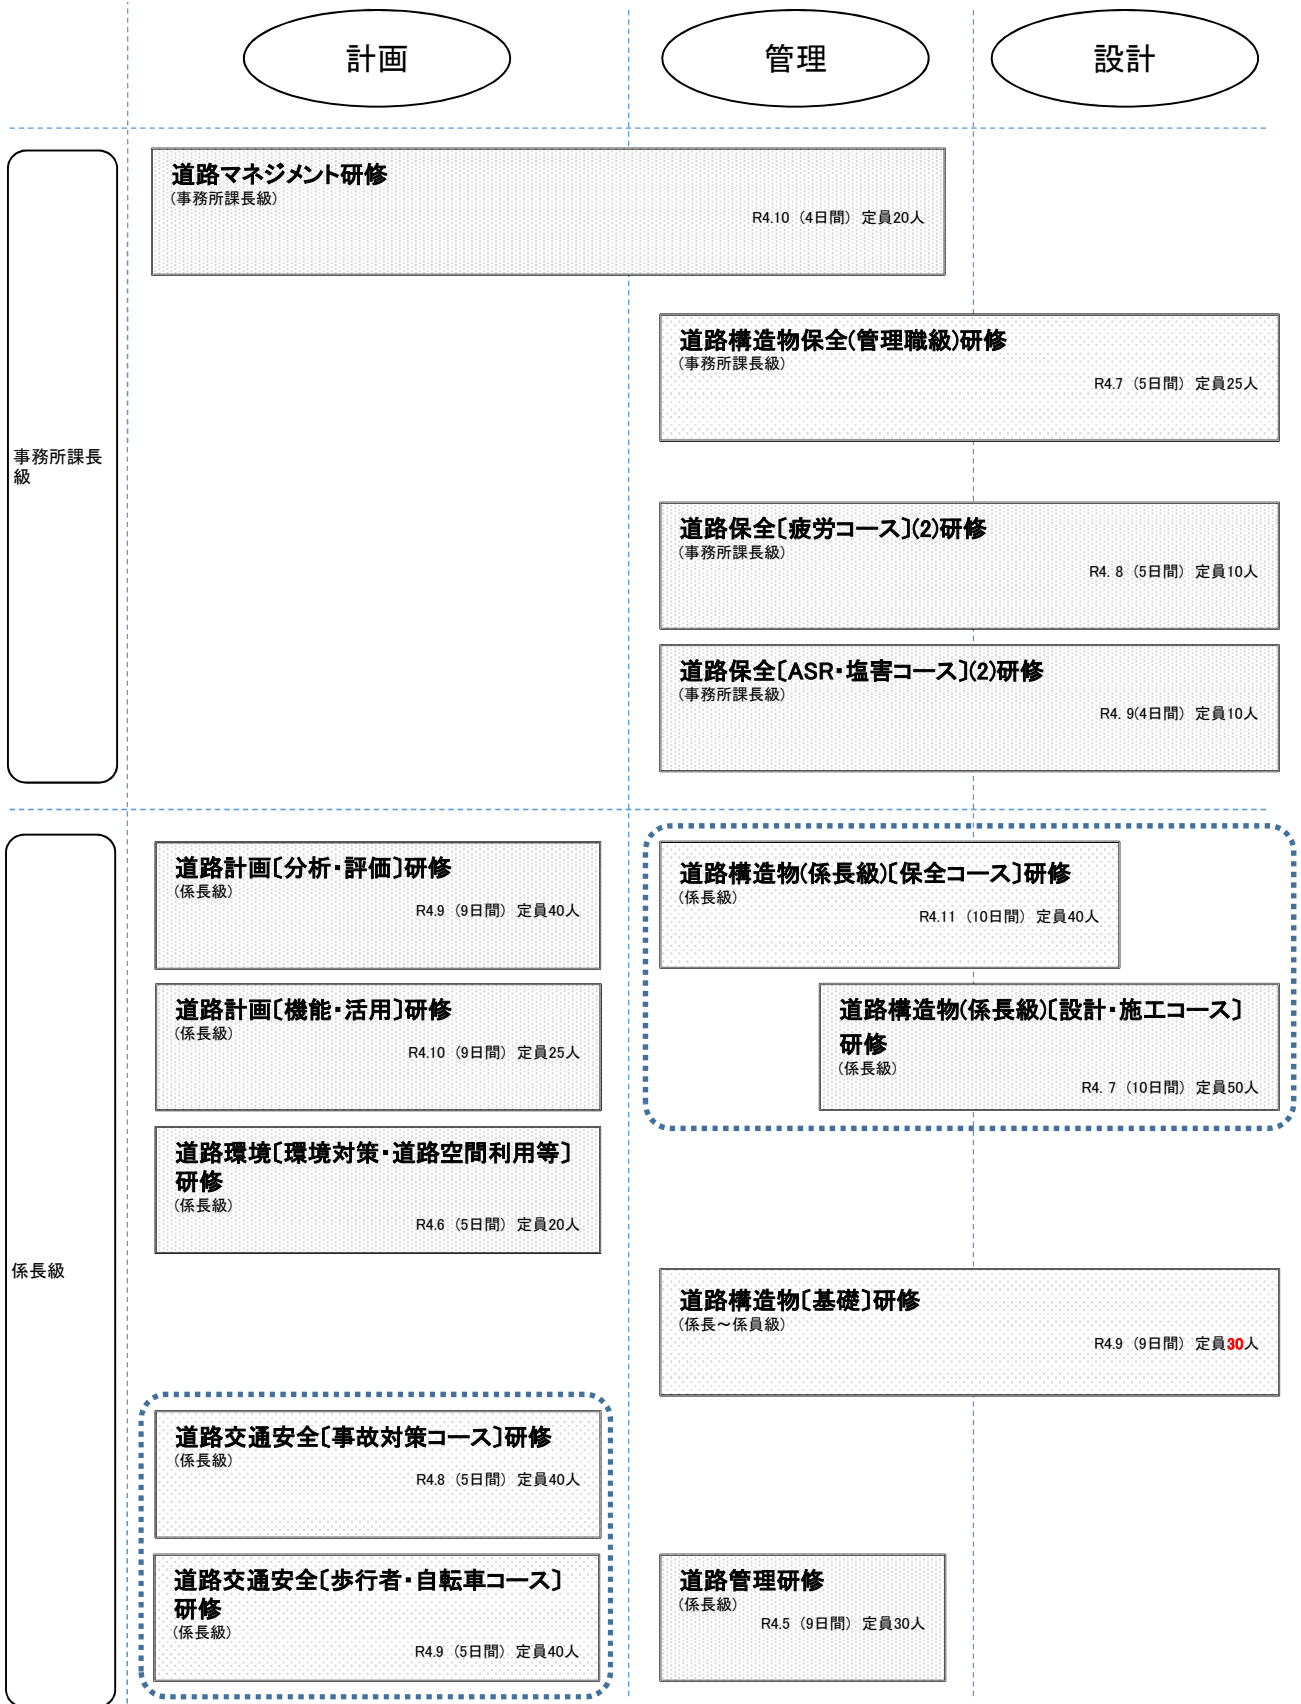 計画
管理
設計
事務所課長
級
道路マネジメント研修
(事務所課長級)
R4.10 (4日間) 定員20人
道路構造物保全(管理職級)研修
(事務所課長級)
R4.7 (5日間) 定員25人
道路保全〔疲労コース〕(2)研修
(事務所課長級)
R4. 8 (5日間) 定員10人
道路保全〔ASR・塩害コース〕(2)研修
(事務所課長級)
R4. 9(4日間) 定員10人
係長級
道路計画〔分析・評価〕研修
(係長級)
R4.9 (9日間) 定員40人
道路計画〔機能・活用〕研修
(係長級)
R4.10 (9日間) 定員25人
道路環境〔環境対策・道路空間利用等〕
研修
(係長級)
R4.6 (5日間) 定員20人
道路構造物(係長級)〔保全コース〕研修
(係長級)
R4.11 (10日間) 定員40人
道路構造物(係長級)〔設計・施工コース〕
研修
(係長級)
R4. 7 (10日間) 定員50人
道路構造物〔基礎〕研修
(係長～係員級)
R4.9 (9日間) 定員30人
道路交通安全〔事故対策コース〕研修
(係長級)
R4.8 (5日間) 定員40人
道路交通安全〔歩行者・自転車コース〕
研修
(係長級)
R4.9 (5日間) 定員40人
道路管理研修
(係長級)
R4.5 (9日間) 定員30人